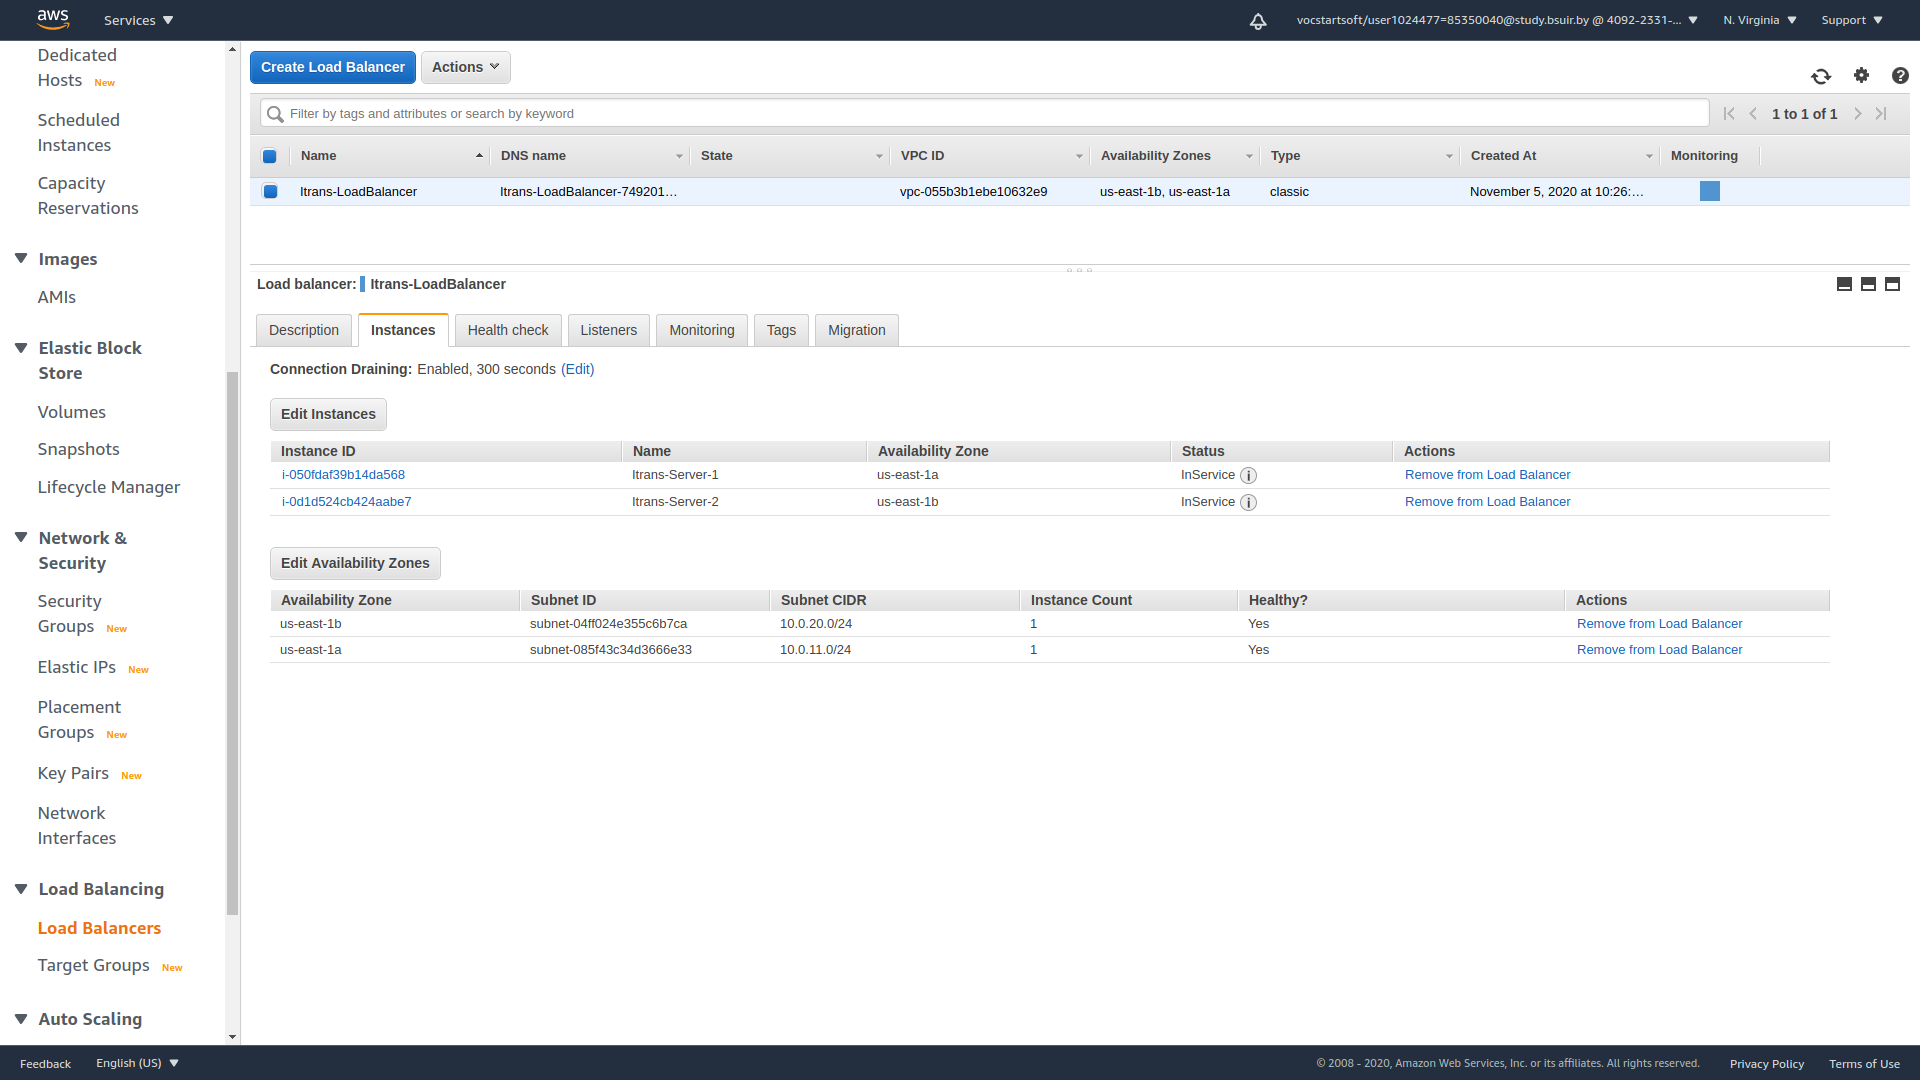 aws
Services
vocstartsoft/user1024477=85350040@study.bsuir.by @ 4092-2331-...
N. Virginia
Support
Dedicated
Hosts New
Scheduled
Instances
Capacity
Reservations
Images
AMIs
Elastic Block
Store
Volumes
Snapshots
Lifecycle Manager
Network &
Security
Security
Groups New
Elastic IPs New
Placement
Groups New
Key Pairs New
Network
Interfaces
Load Balancing
Load Balancers
Target Groups New
Auto Scaling
Create Load Balancer Actions
Filter by tags and attributes or search by keyword
1 to 1 of 1
Name DNS name State VPC ID Availability Zones Type Created At Monitoring
Itrans-LoadBalancer Itrans-LoadBalancer-749201... vpc-055b3b1ebe10632e9 us-east-1b, us-east-1a classic November 5, 2020 at 10:26:...
Load balancer: Itrans-LoadBalancer
Description Instances Health check Listeners Monitoring Tags Migration
Connection Draining: Enabled, 300 seconds (Edit)
Edit Instances
Instance ID Name Availability Zone Status Actions
i-050fdaf39b14da568 Itrans-Server-1 us-east-1a InService i Remove from Load Balancer
i-0d1d524cb424aabe7 Itrans-Server-2 us-east-1b InService i Remove from Load Balancer
Edit Availability Zones
Availability Zone Subnet ID Subnet CIDR Instance Count Healthy? Actions
us-east-1b subnet-04ff024e355c6b7ca 10.0.20.0/24 1 Yes Remove from Load Balancer
us-east-1a subnet-085f43c34d3666e33 10.0.11.0/24 1 Yes Remove from Load Balancer
Feedback English (US)
© 2008 - 2020, Amazon Web Services, Inc. or its affiliates. All rights reserved. Privacy Policy Terms of Use